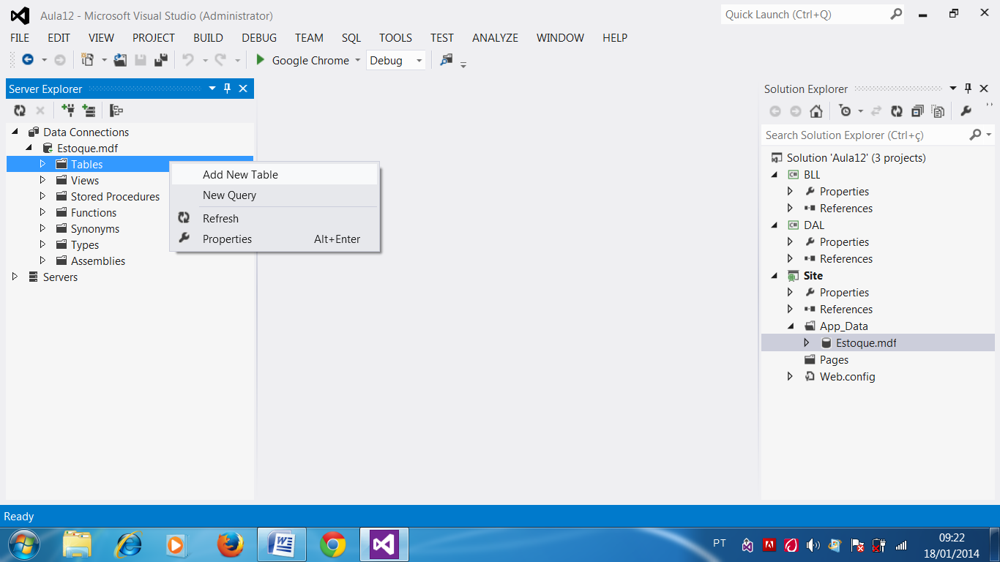 Aula12 - Microsoft Visual Studio (Administrator)
Quick Launch (Ctrl+Q)
FILE EDIT VIEW PROJECT BUILD DEBUG TEAM SQL TOOLS TEST ANALYZE WINDOW HELP
Google Chrome Debug
Server Explorer
Data Connections
Estoque.mdf
Tables
Views
Stored Procedures
Functions
Synonyms
Types
Assemblies
Servers
Add New Table
New Query
Refresh
Properties Alt+Enter
Solution Explorer
Search Solution Explorer (Ctrl+ç)
Solution 'Aula12' (3 projects)
BLL
Properties
References
DAL
Properties
References
Site
Properties
References
App_Data
Estoque.mdf
Pages
Web.config
Ready
PT
09:22
18/01/2014